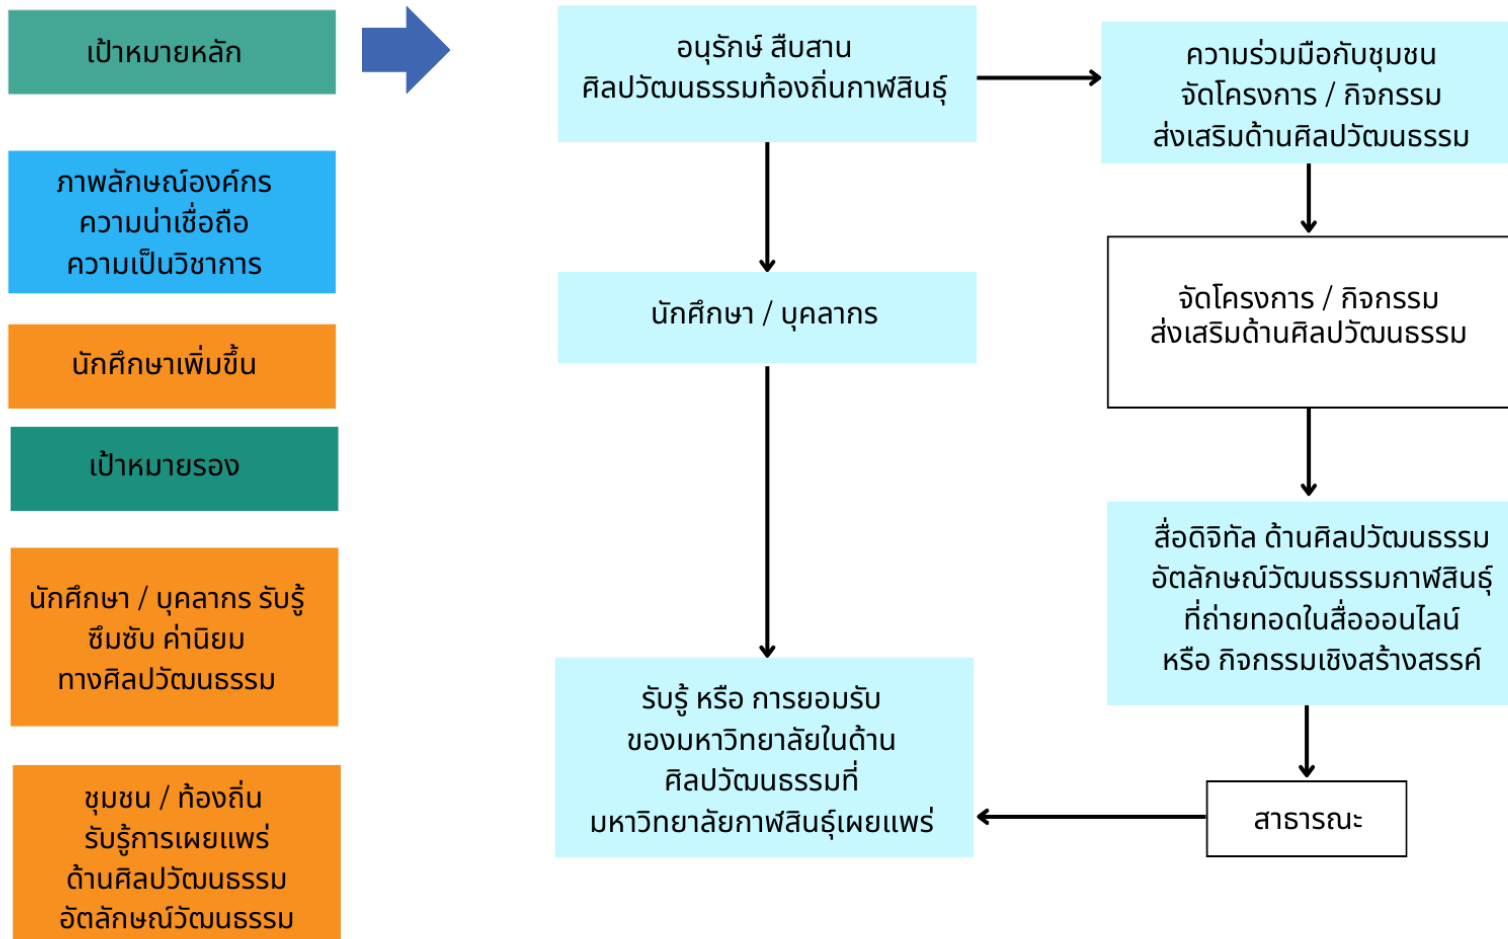 เป้าหมายหลัก
ภาพลักษณ์องค์กร
ความน่าเชื่อถือ
ความเป็นวิชาการ
นักศึกษาเพิ่มขึ้น
เป้าหมายรอง
นักศึกษา / บุคลากร รับรู้
ซึมซับ ค่านิยม
ทางศิลปวัฒนธรรม
ชุมชน / ท้องถิ่น
รับรู้การเผยแพร่
ด้านศิลปวัฒนธรรม
อัตลักษณ์วัฒนธรรม
อนุรักษ์ สืบสาน
ศิลปวัฒนธรรมท้องถิ่นกาฬสินธุ์
นักศึกษา / บุคลากร
รับรู้ หรือ การยอมรับ
ของมหาวิทยาลัยในด้าน
ศิลปวัฒนธรรมที่
มหาวิทยาลัยกาฬสินธุ์เผยแพร่
ความร่วมมือกับชุมชน
จัดโครงการ / กิจกรรม
ส่งเสริมด้านศิลปวัฒนธรรม
จัดโครงการ / กิจกรรม
ส่งเสริมด้านศิลปวัฒนธรรม
สื่อดิจิทัล ด้านศิลปวัฒนธรรม
อัตลักษณ์วัฒนธรรมกาฬสินธุ์
ที่ถ่ายทอดในสื่อออนไลน์
หรือ กิจกรรมเชิงสร้างสรรค์
สาธารณะ